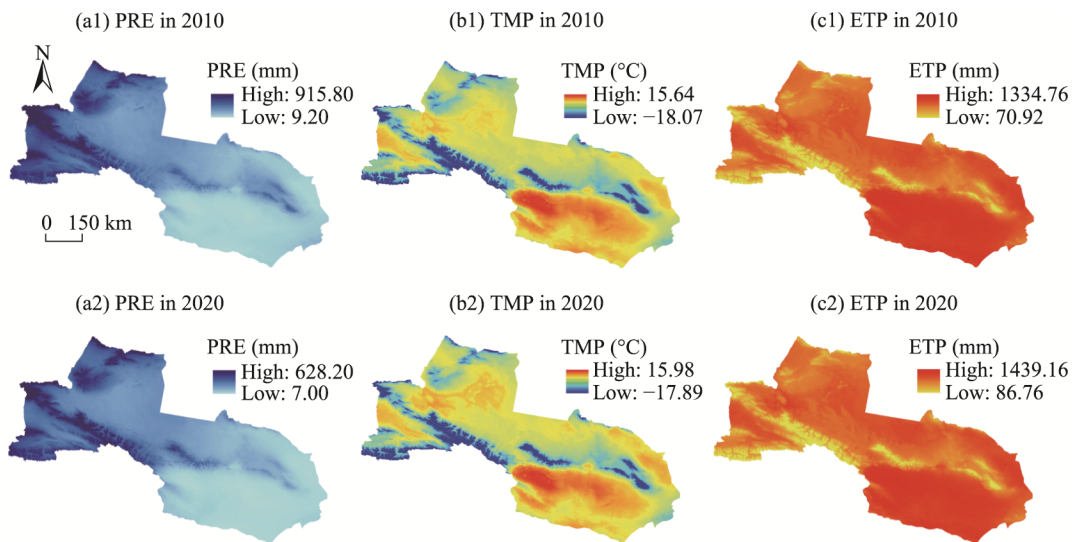 (a1) PRE in 2010
(b1) TMP in 2010
(c1) ETP in 2010
N
PRE (mm)
High: 915.80
Low: 9.20
TMP (°C)
High: 15.64
Low: −18.07
ETP (mm)
High: 1334.76
Low: 70.92
0 150 km
(a2) PRE in 2020
(b2) TMP in 2020
(c2) ETP in 2020
PRE (mm)
High: 628.20
Low: 7.00
TMP (°C)
High: 15.98
Low: −17.89
ETP (mm)
High: 1439.16
Low: 86.76